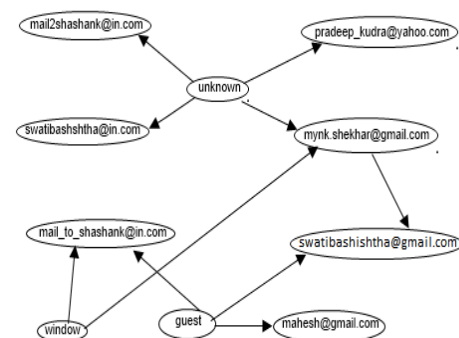 mail2shashank@in.com
pradeep_kudra@yahoo.com
unknown
swatibashshtha@in.com
mynk.shekhar@gmail.com
mail_to_shashank@in.com
swatibashishtha@gmail.com
window
guest
mahesh@gmail.com